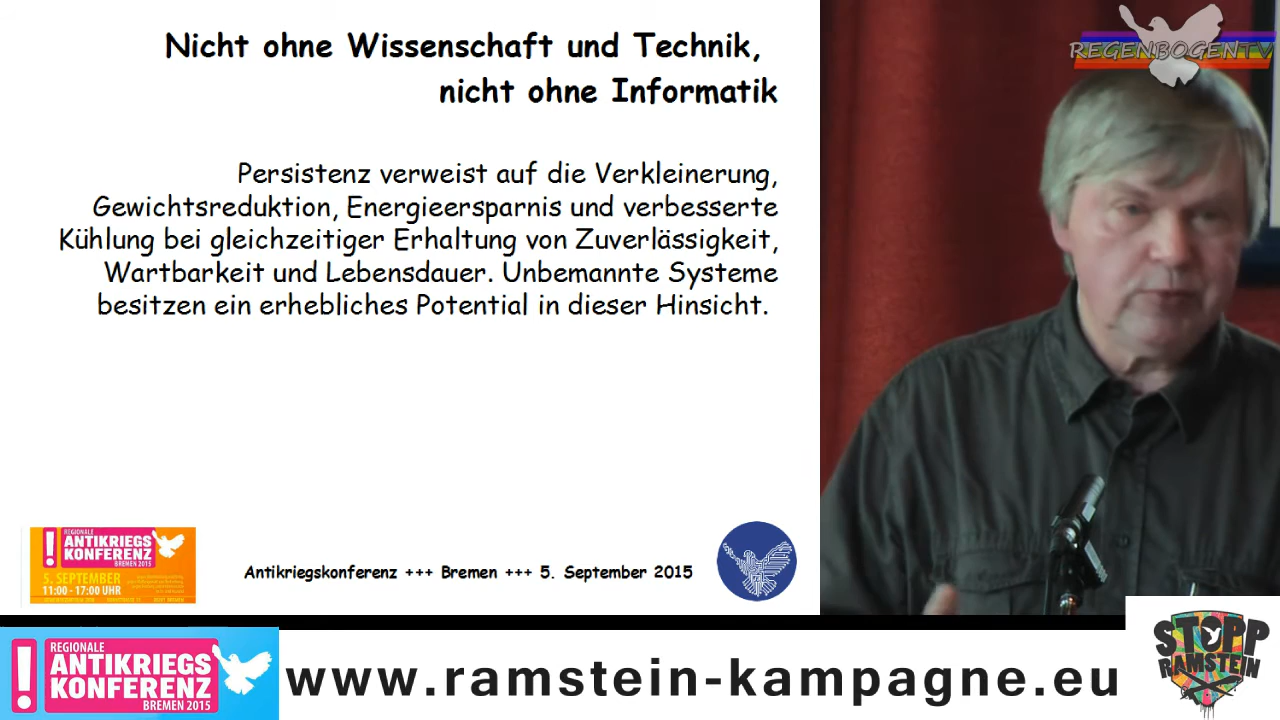 Nicht ohne Wissenschaft und Technik,
nicht ohne Informatik
Persistenz verweist auf die Verkleinerung,
Gewichtsreduktion, Energieersparnis und verbesserte
Kühlung bei gleichzeitiger Erhaltung von Zuverlässigkeit,
Wartbarkeit und Lebensdauer. Unbemannte Systeme
besitzen ein erhebliches Potential in dieser Hinsicht.
REGENBOGENTV
! REGIONALE
ANTIKRIEGS
KONFERENZ
BREMEN 2015
5. SEPTEMBER
11:00 - 17:00 UHR
Antikriegskonferenz +++ Bremen +++ 5. September 2015
! REGIONALE
ANTIKRIEGS
KONFERENZ
BREMEN 2015
www.ramstein-kampagne.eu
STOPP
RAMSTEIN